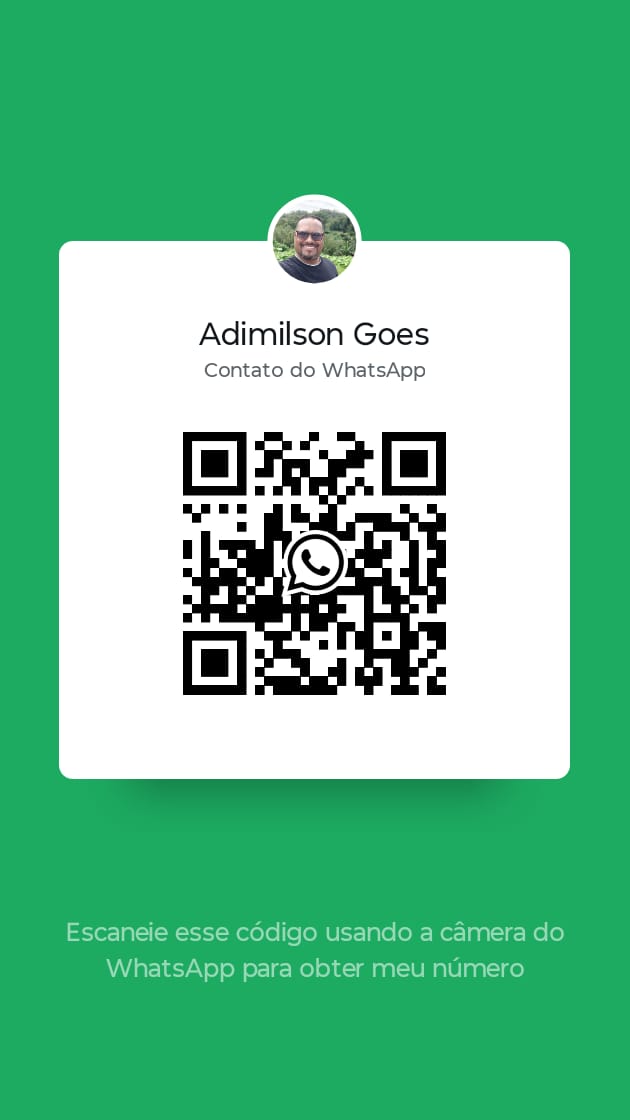 Adimilson Goes
Contato do WhatsApp
Escaneie esse código usando a câmera do
WhatsApp para obter meu número